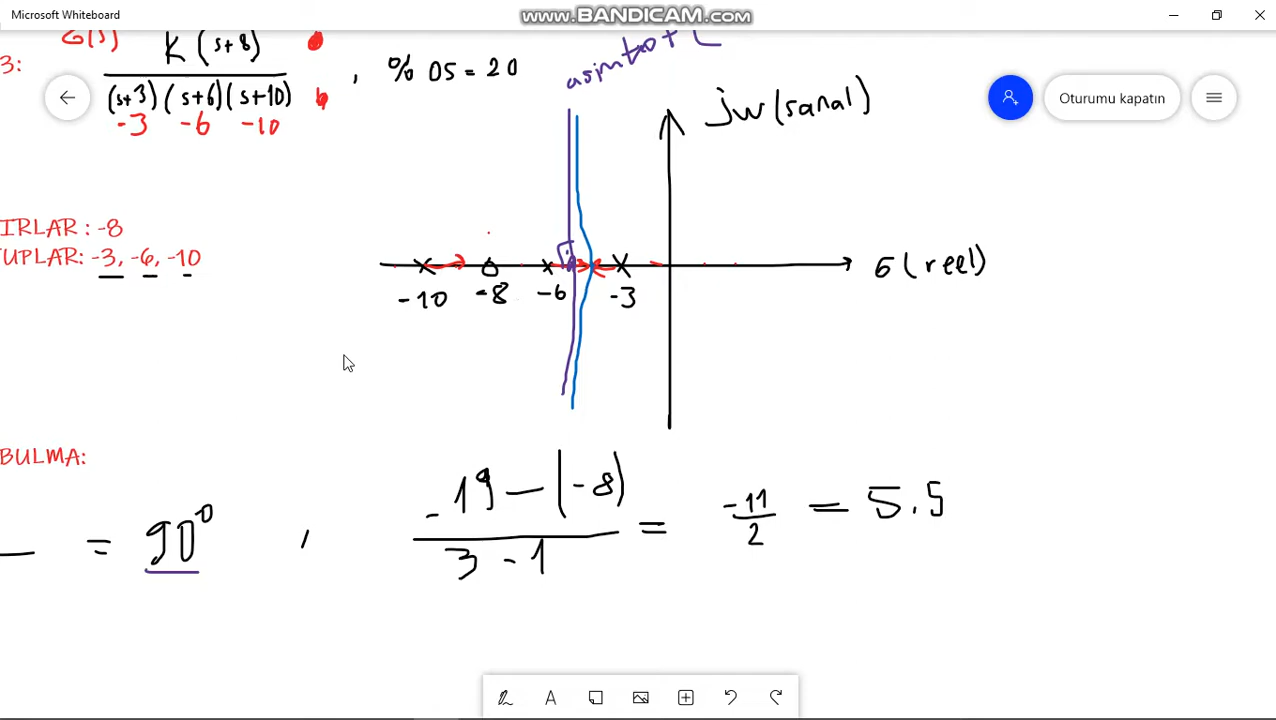 Microsoft Whiteboard
www.BANDICAM.com
G(s)
3:
K (s+8)
(s+3) (s+6) (s+10)
, % OS = 20
-3 -6 -10
asimtot
jw (sanal)
Oturumu kapatın
IRLAR : -8
TUPLAR: -3, -6, -10
-10 -8 -6 -3
σ (reel)
BULMA:
= 90°
,
-19 - (-8)
3 - 1
=
-11
2
= 5.5
A